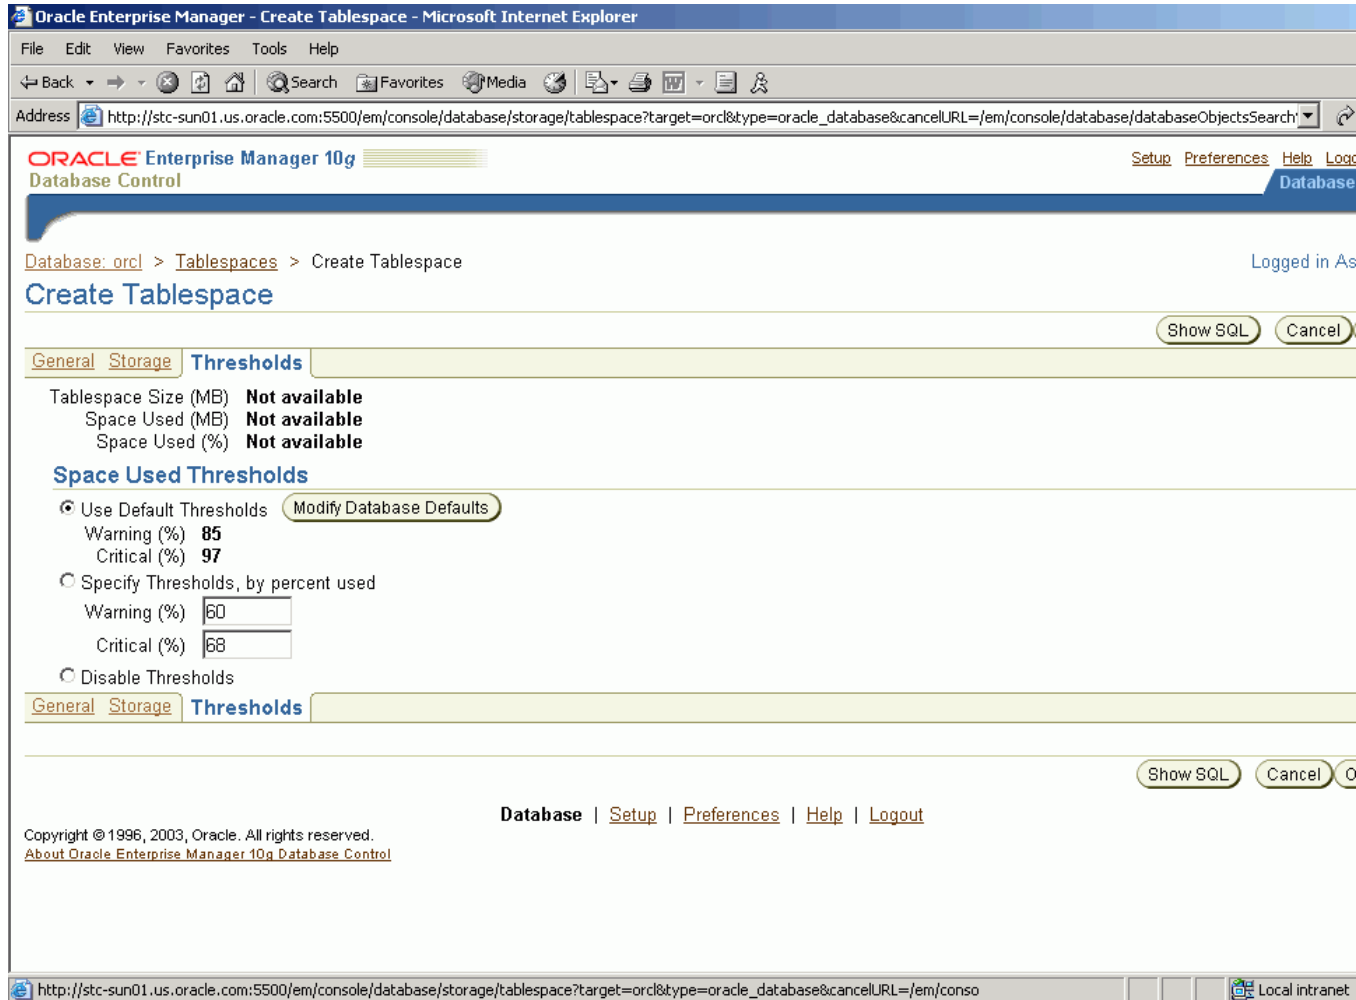 Oracle Enterprise Manager - Create Tablespace - Microsoft Internet Explorer
File Edit View Favorites Tools Help
Back Search Favorites Media
Address http://stc-sun01.us.oracle.com:5500/em/console/database/storage/tablespace?target=orcl&type=oracle_database&cancelURL=/em/console/database/databaseObjectsSearch
ORACLE Enterprise Manager 10g
Setup Preferences Help Logo
Database Control
Database
Database: orcl > Tablespaces > Create Tablespace
Logged in As
Create Tablespace
Show SQL Cancel
General Storage Thresholds
Tablespace Size (MB) Not available
Space Used (MB) Not available
Space Used (%) Not available
Space Used Thresholds
Use Default Thresholds Modify Database Defaults
Warning (%) 85
Critical (%) 97
Specify Thresholds, by percent used
Warning (%) 60
Critical (%) 68
Disable Thresholds
General Storage Thresholds
Show SQL Cancel O
Database | Setup | Preferences | Help | Logout
Copyright © 1996, 2003, Oracle. All rights reserved.
About Oracle Enterprise Manager 10g Database Control
http://stc-sun01.us.oracle.com:5500/em/console/database/storage/tablespace?target=orcl&type=oracle_database&cancelURL=/em/conso
Local intranet